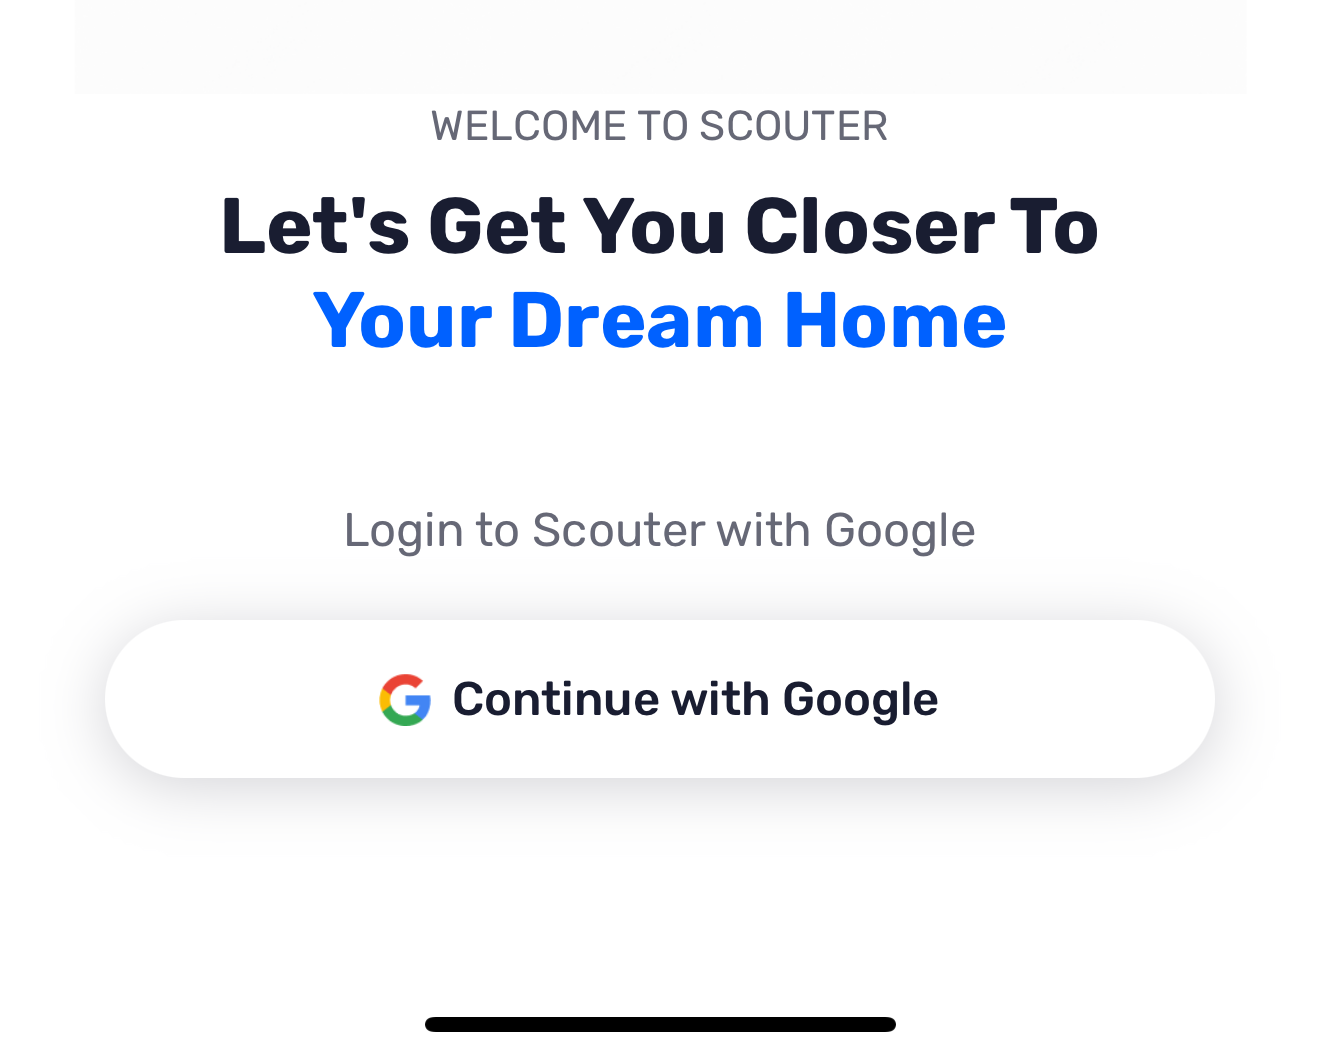 WELCOME TO SCOUTER
Let's Get You Closer To
Your Dream Home
Login to Scouter with Google
Continue with Google